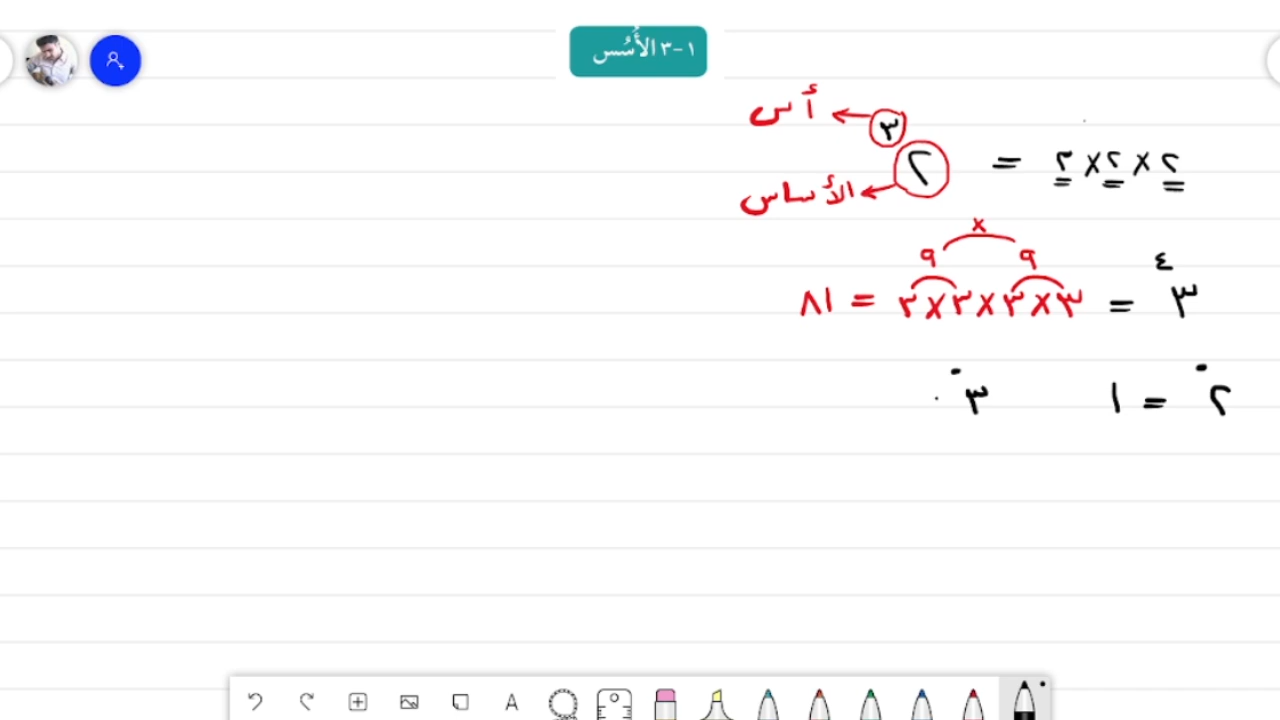 ١-٣ الأُسُس
٢×٢×٢ = ٢^٣
أس
الأساس
×
٩ ٩
٣^٤ = ٣×٣×٣×٣ = ٨١
٢^٠ = ١ ٣^٠
A